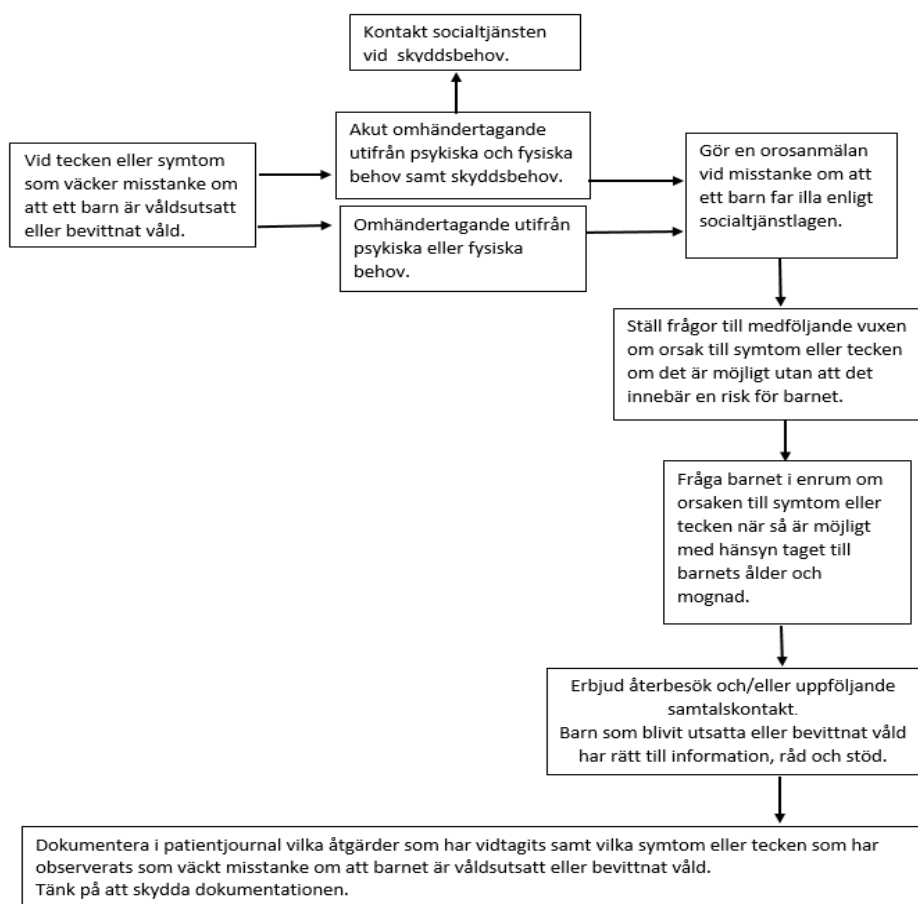 Kontakt socialtjänsten
vid  skyddsbehov.
Akut omhändertagande
utifrån psykiska och fysiska
behov samt skyddsbehov.
Vid tecken eller symtom
som väcker misstanke om
att ett barn är våldsutsatt
eller bevittnat våld.
Omhändertagande utifrån
psykiska eller fysiska
behov.
Gör en orosanmälan
vid misstanke om att
ett barn far illa enligt
socialtjänstlagen.
Ställ frågor till medföljande vuxen
om orsak till symtom eller tecken
om det är möjligt utan att det
innebär en risk för barnet.
Fråga barnet i enrum om
orsaken till symtom eller
tecken när så är möjligt
med hänsyn taget till
barnets ålder och
mognad.
Erbjud återbesök och/eller uppföljande
samtalskontakt.
Barn som blivit utsatta eller bevittnat våld
har rätt till information, råd och stöd.
Dokumentera i patientjournal vilka åtgärder som har vidtagits samt vilka symtom eller tecken som har
observerats som väckt misstanke om att barnet är våldsutsatt eller bevittnat våld.
Tänk på att skydda dokumentationen.